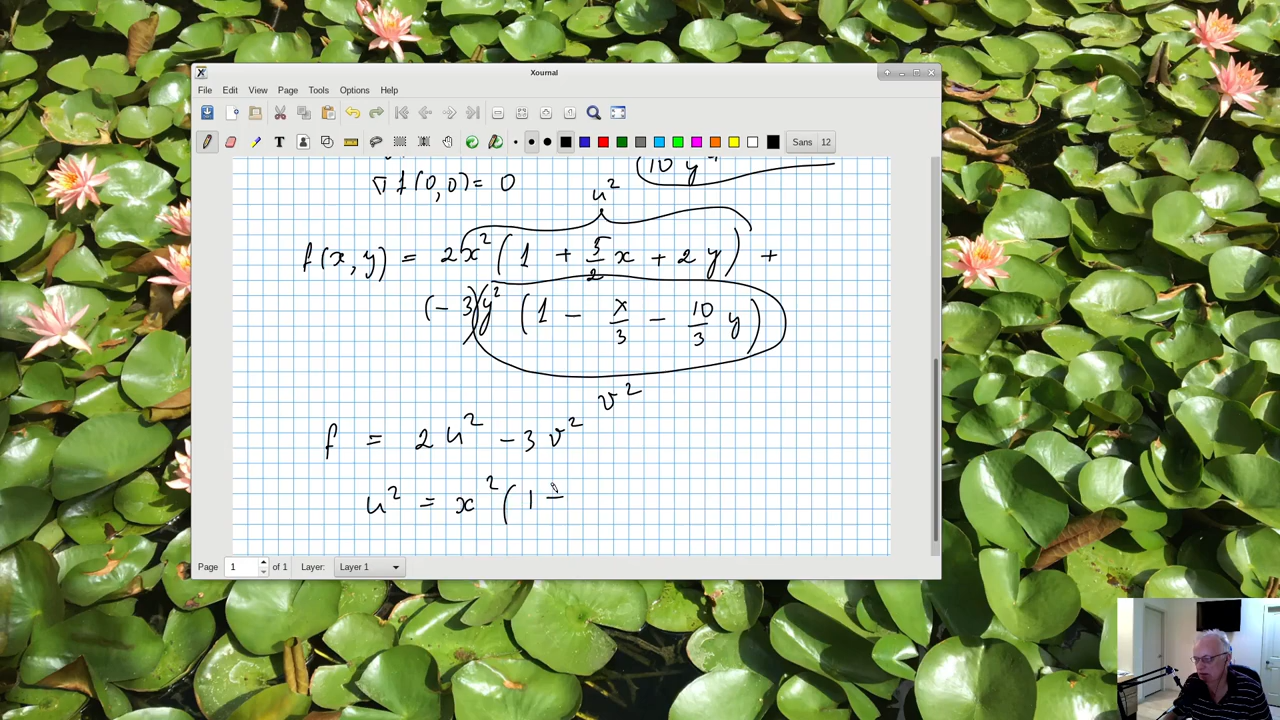 Xournal
File Edit View Page Tools Options Help
Sans 12
10 y
∇f(0,0) = 0
u²
f(x,y) = 2x²(1 + 5/2 x + 2y) +
(-3)y²(1 - x/3 - 10/3 y)
v²
f = 2u² - 3v²
u² = x²(1 +
Page 1 of 1 Layer: Layer 1